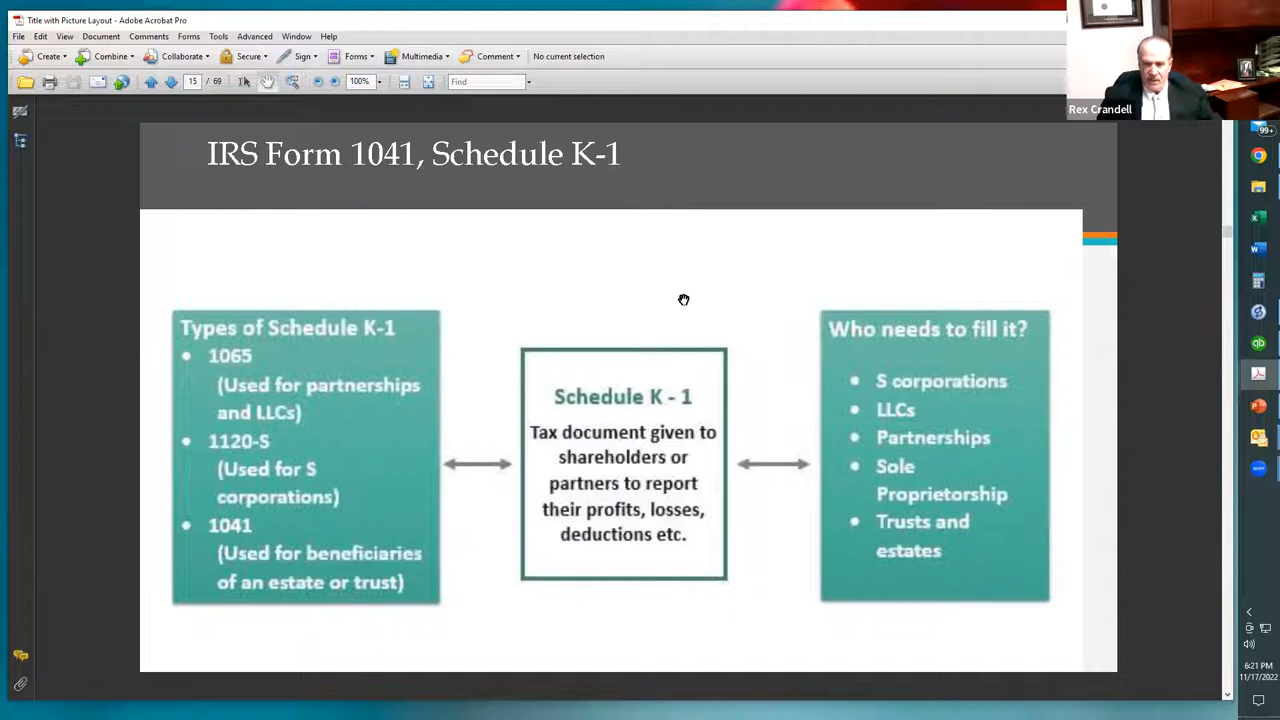 Title with Picture Layout - Adobe Acrobat Pro
File Edit View Document Comments Forms Tools Advanced Window Help
Create Combine Collaborate Secure Sign Forms Multimedia Comment No current selection
15 / 69 100% Find
Rex Crandell
99+
IRS Form 1041, Schedule K-1
Types of Schedule K-1
• 1065
(Used for partnerships
and LLCs)
• 1120-S
(Used for S
corporations)
• 1041
(Used for beneficiaries
of an estate or trust)
Schedule K - 1
Tax document given to
shareholders or
partners to report
their profits, losses,
deductions etc.
Who needs to fill it?
• S corporations
• LLCs
• Partnerships
• Sole
Proprietorship
• Trusts and
estates
6:21 PM
11/17/2022